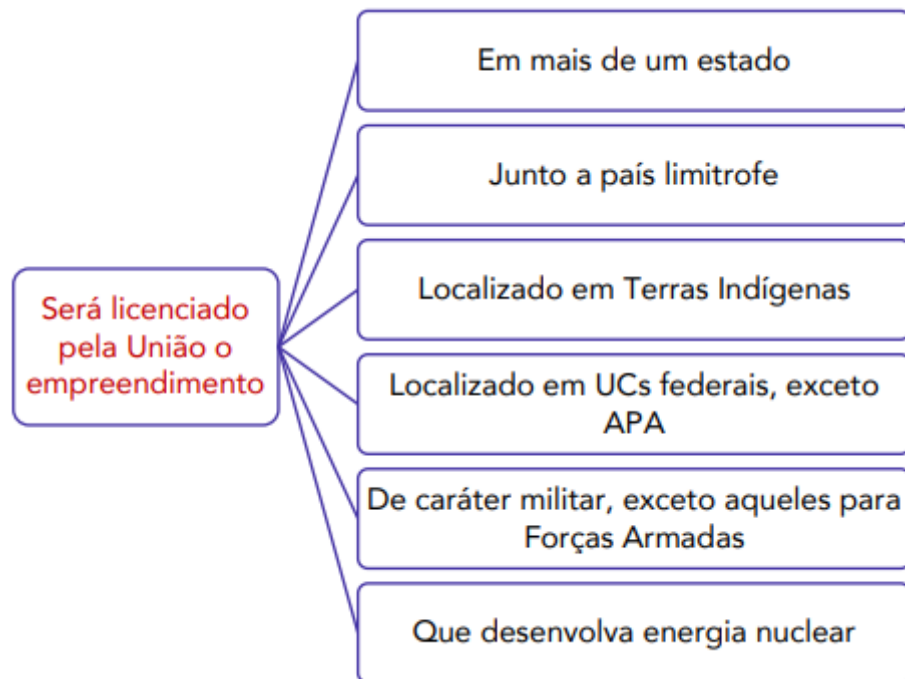 Será licenciado
pela União o
empreendimento
Em mais de um estado
Junto a país limitrofe
Localizado em Terras Indígenas
Localizado em UCs federais, exceto
APA
De caráter militar, exceto aqueles para
Forças Armadas
Que desenvolva energia nuclear